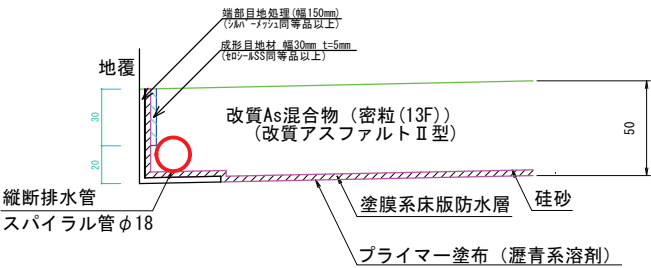 端部目地処理(幅150mm)
(ｼﾙﾊﾞｰﾒｯｼｭ同等品以上)
成形目地材 幅30mm t=5mm
(ｾﾛｼｰﾙSS同等品以上)
地覆
改質As混合物（密粒(13F)）
（改質アスファルトⅡ型）
30
20
50
縦断排水管
スパイラル管φ18
塗膜系床版防水層
硅砂
プライマー塗布（瀝青系溶剤）